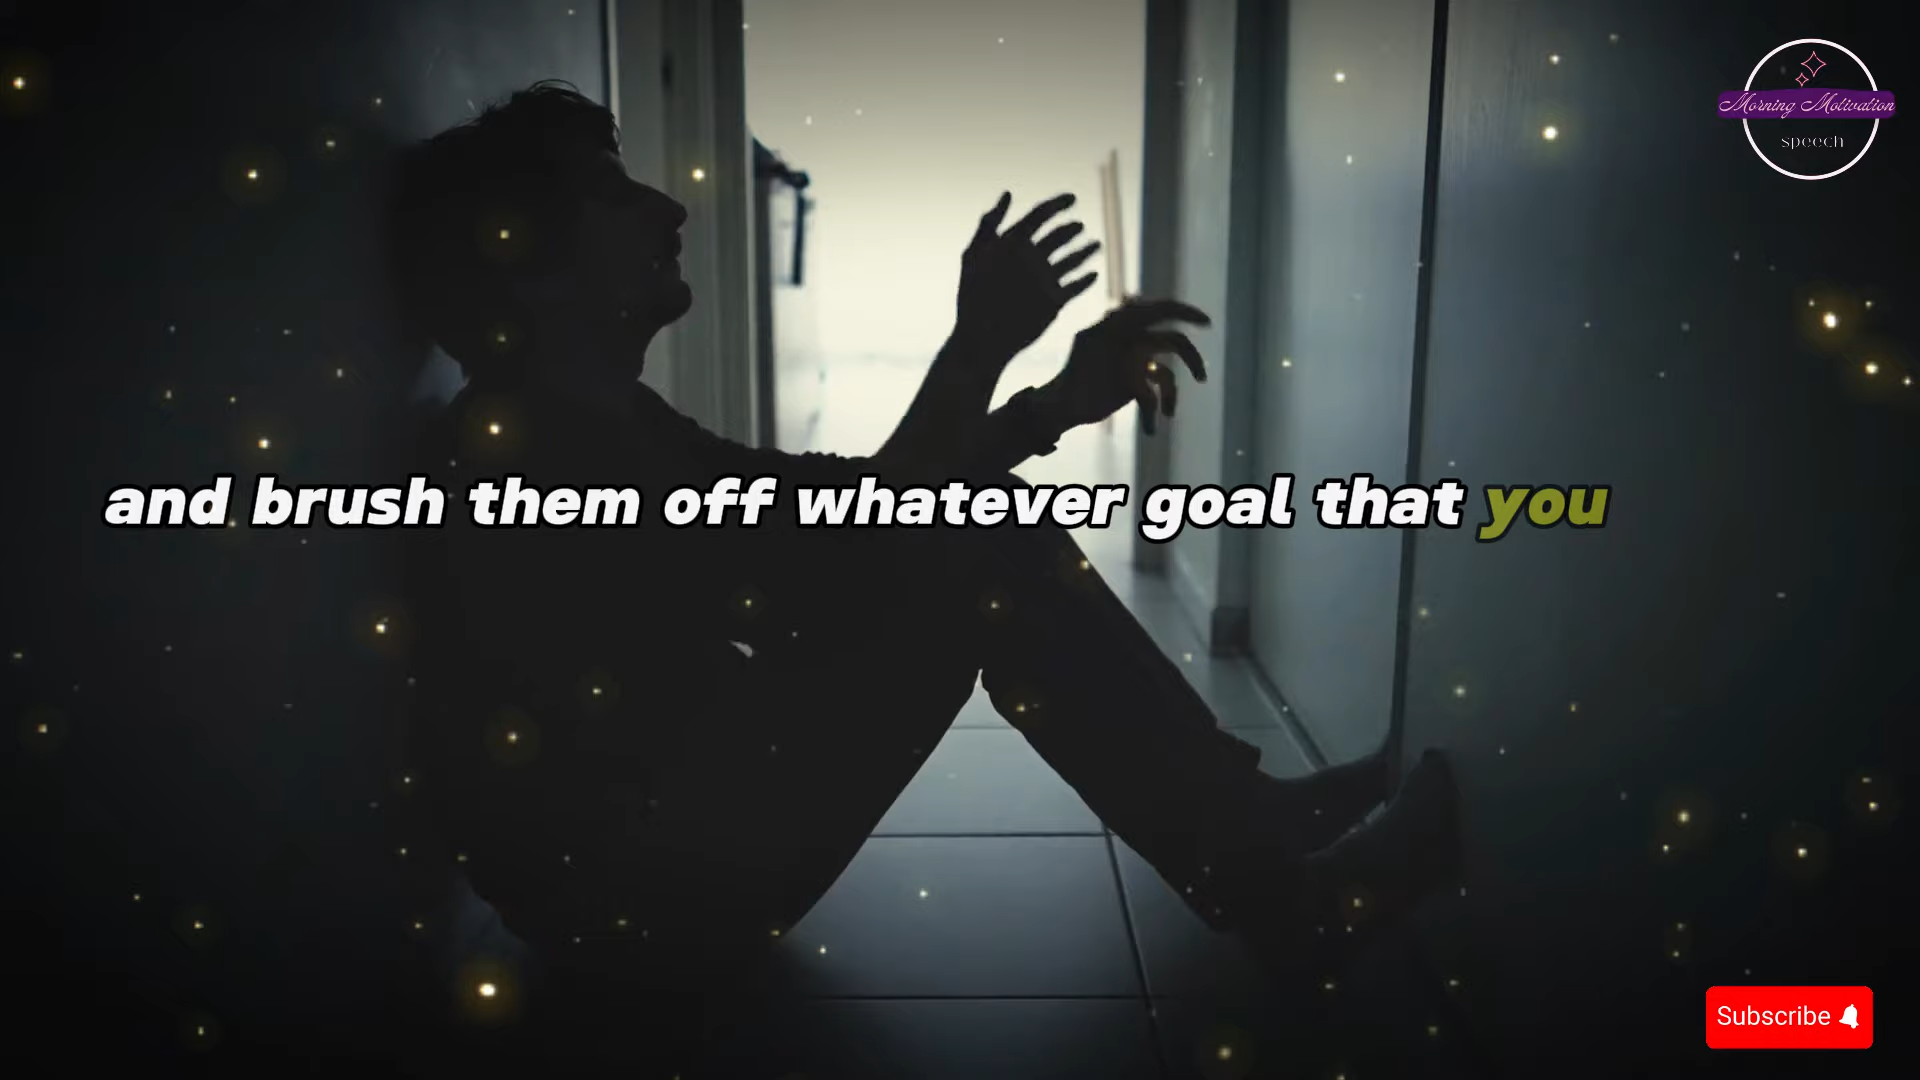 Morning Motivation
speech
and brush them off whatever goal that you
Subscribe